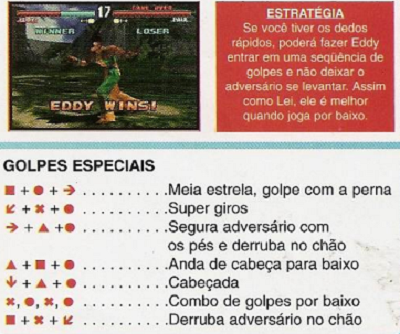 17
WINNER
LOSER
EDDY WINS!
ESTRATÉGIA
Se você tiver os dedos
rápidos, poderá fazer Eddy
entrar em uma seqüência de
golpes e não deixar o
adversário se levantar. Assim
como Lei, ele é melhor
quando joga por baixo.
GOLPES ESPECIAIS
■ + ● + → . . . . . . . . . .Meia estrela, golpe com a perna
↙ + ✖ + ● . . . . . . . . . .Super giros
→ + ▲ + ● . . . . . . . . . .Segura adversário com
os pés e derruba no chão
▲ + ■ + ● . . . . . . . . . .Anda de cabeça para baixo
↓ + ▲ + ● . . . . . . . . . .Cabeçada
✖, ●, ✖, ● . . . . . . . . . .Combo de golpes por baixo
■ + ✖ + ↙ . . . . . . . . . .Derruba adversário no chão